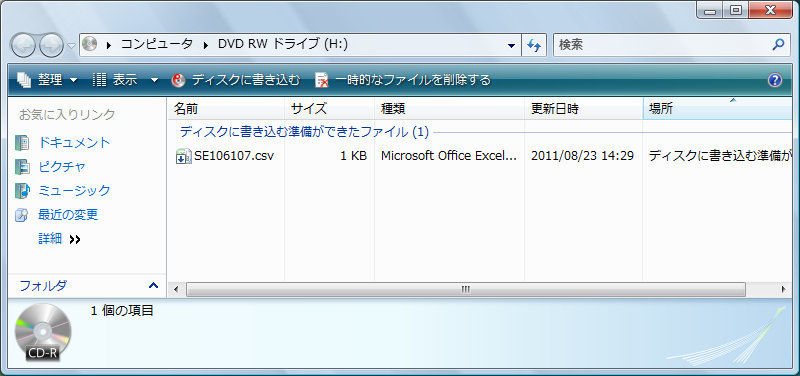 コンピュータ ▸ DVD RW ドライブ (H:) 検索
整理 表示 ディスクに書き込む 一時的なファイルを削除する
お気に入りリンク
ドキュメント
ピクチャ
ミュージック
最近の変更
詳細
フォルダ
名前 サイズ 種類 更新日時 場所
ディスクに書き込む準備ができたファイル (1)
SE106107.csv 1 KB Microsoft Office Excel... 2011/08/23 14:29 ディスクに書き込む準備が
CD-R
1 個の項目